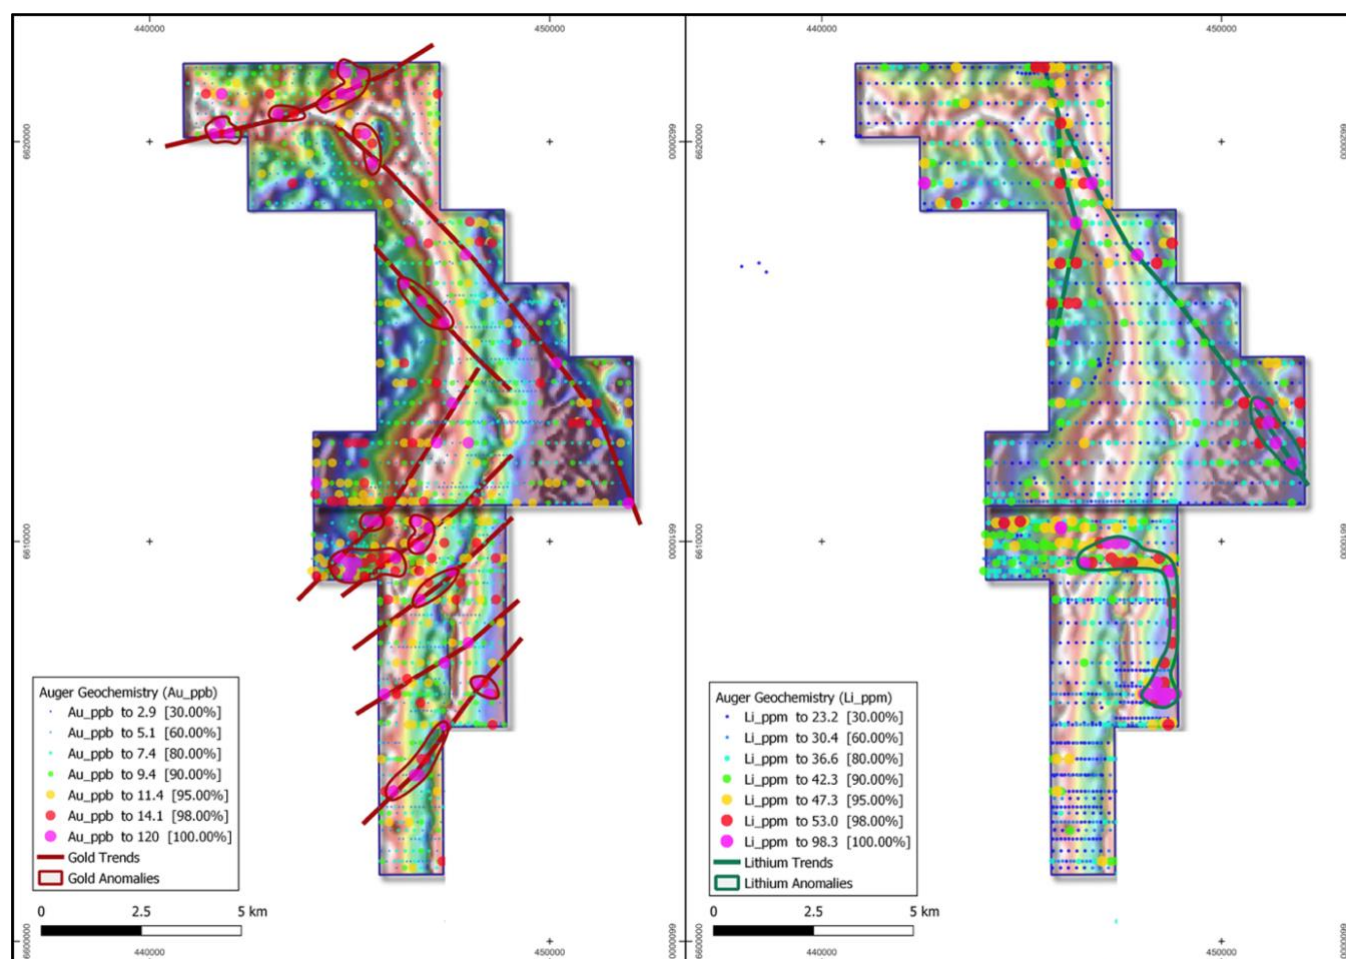 440000
450000
440000
450000
6620000
6620000
6620000
6610000
6610000
6610000
Auger Geochemistry (Au_ppb)
Au_ppb to 2.9 [30.00%]
Au_ppb to 5.1 [60.00%]
Au_ppb to 7.4 [80.00%]
Au_ppb to 9.4 [90.00%]
Au_ppb to 11.4 [95.00%]
Au_ppb to 14.1 [98.00%]
Au_ppb to 120 [100.00%]
Gold Trends
Gold Anomalies
0 2.5 5 km
Auger Geochemistry (Li_ppm)
Li_ppm to 23.2 [30.00%]
Li_ppm to 30.4 [60.00%]
Li_ppm to 36.6 [80.00%]
Li_ppm to 42.3 [90.00%]
Li_ppm to 47.3 [95.00%]
Li_ppm to 53.0 [98.00%]
Li_ppm to 98.3 [100.00%]
Lithium Trends
Lithium Anomalies
0 2.5 5 km
6600000
6600000
6600000
440000
450000
440000
450000